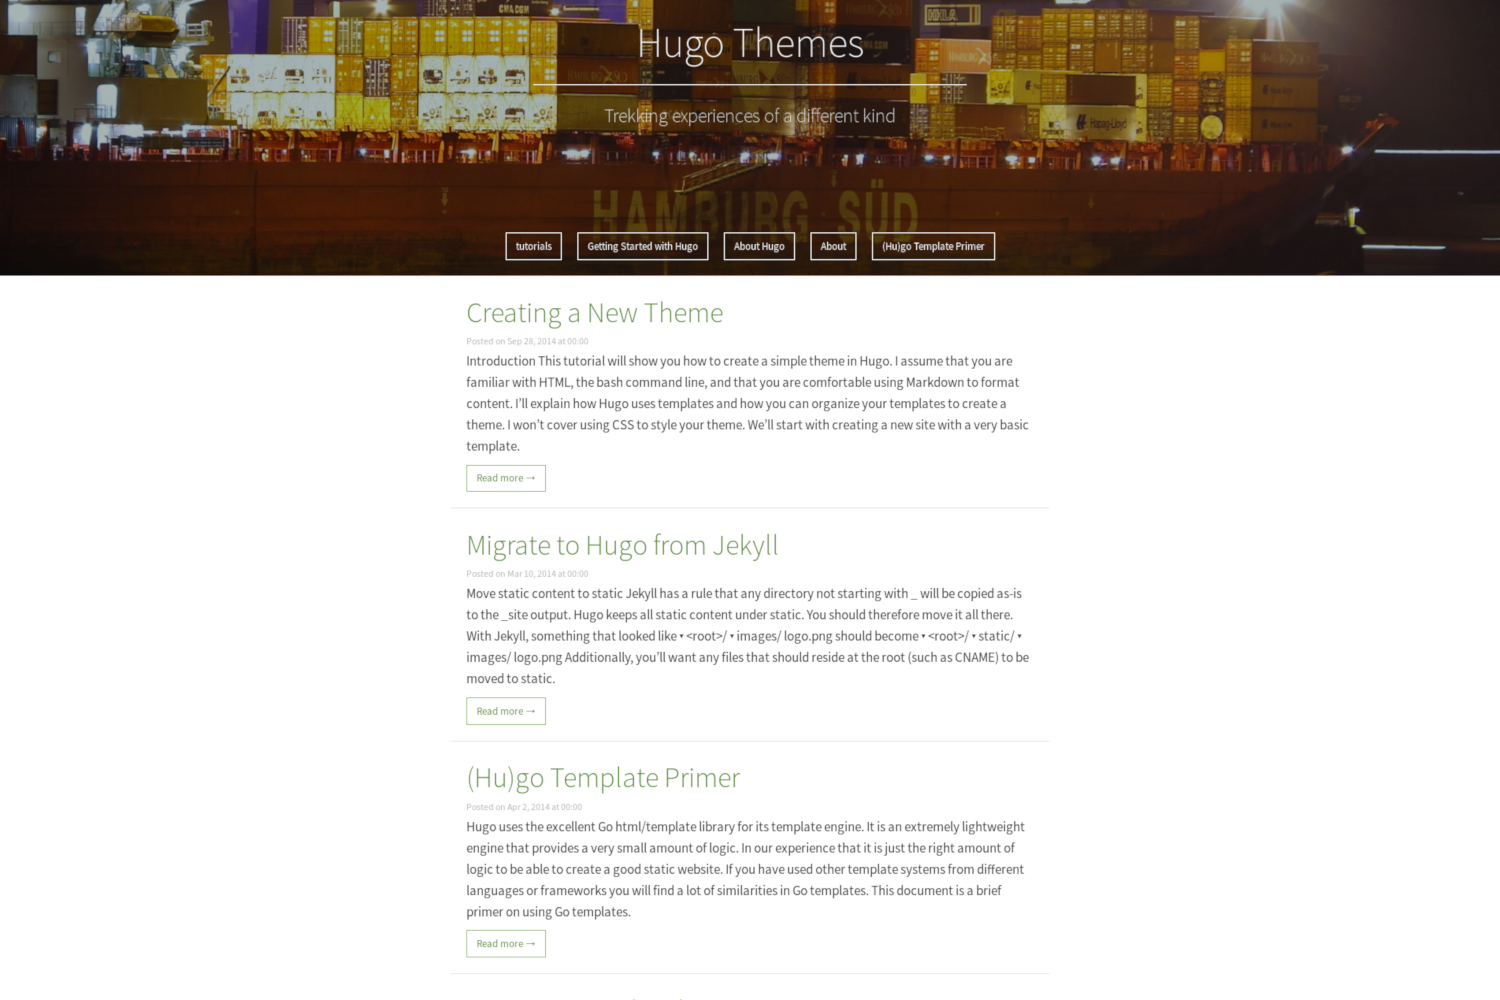 Hugo Themes
Trekking experiences of a different kind
HAMBURG SÜD
Hapag-Lloyd
tutorials
Getting Started with Hugo
About Hugo
About
(Hu)go Template Primer
Creating a New Theme
Posted on Sep 28, 2014 at 00:00
Introduction This tutorial will show you how to create a simple theme in Hugo. I assume that you are
familiar with HTML, the bash command line, and that you are comfortable using Markdown to format
content. I’ll explain how Hugo uses templates and how you can organize your templates to create a
theme. I won’t cover using CSS to style your theme. We’ll start with creating a new site with a very basic
template.
Read more →
Migrate to Hugo from Jekyll
Posted on Mar 10, 2014 at 00:00
Move static content to static Jekyll has a rule that any directory not starting with _ will be copied as-is
to the _site output. Hugo keeps all static content under static. You should therefore move it all there.
With Jekyll, something that looked like ▾ <root>/ ▾ images/ logo.png should become ▾ <root>/ ▾ static/ ▾
images/ logo.png Additionally, you’ll want any files that should reside at the root (such as CNAME) to be
moved to static.
Read more →
(Hu)go Template Primer
Posted on Apr 2, 2014 at 00:00
Hugo uses the excellent Go html/template library for its template engine. It is an extremely lightweight
engine that provides a very small amount of logic. In our experience that it is just the right amount of
logic to be able to create a good static website. If you have used other template systems from different
languages or frameworks you will find a lot of similarities in Go templates. This document is a brief
primer on using Go templates.
Read more →